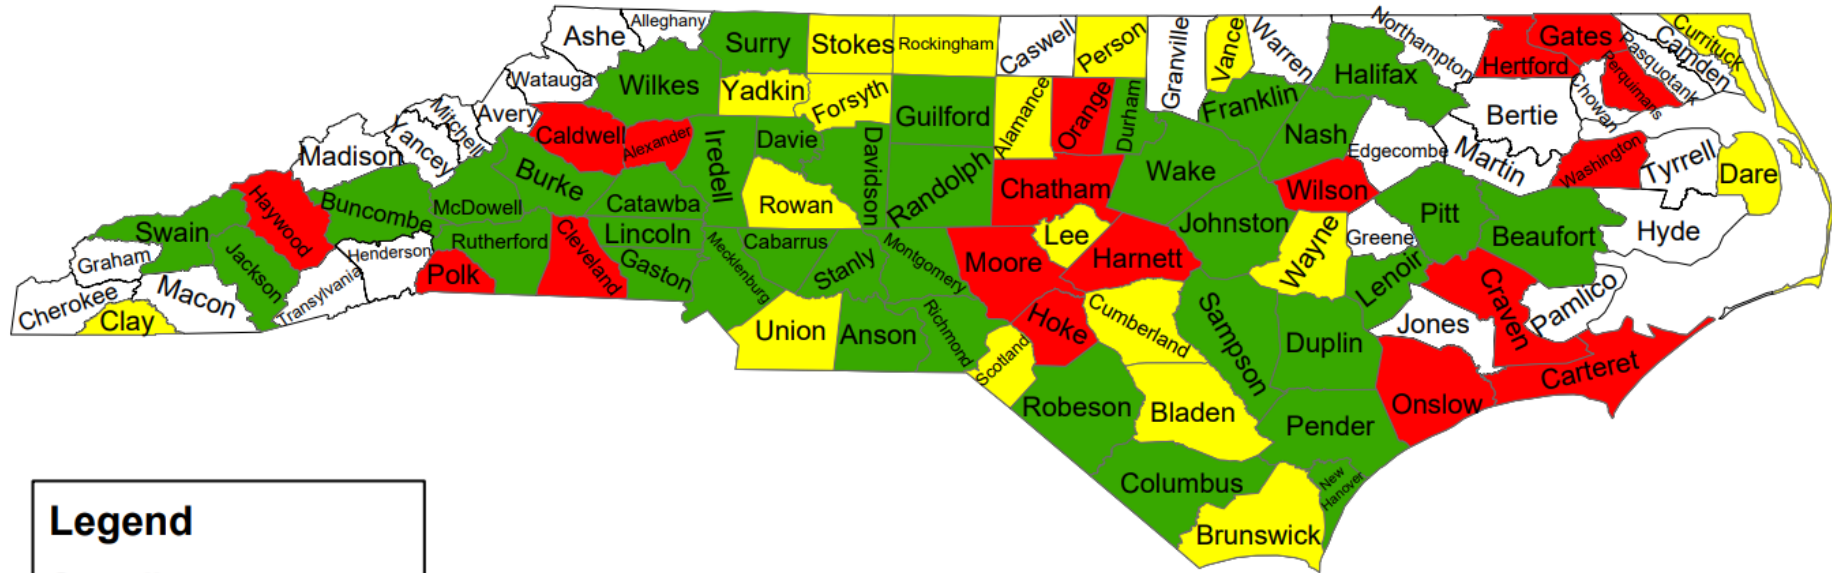 Ashe
Alleghany
Surry
Stokes
Rockingham
Caswell
Person
Granville
Vance
Warren
Northampton
Gates
Hertford
Pasquotank
Camden
Currituck
Perquimans
Chowan
Watauga
Wilkes
Yadkin
Forsyth
Guilford
Alamance
Orange
Durham
Franklin
Halifax
Bertie
Mitchell
Avery
Caldwell
Alexander
Iredell
Davie
Davidson
Randolph
Chatham
Wake
Nash
Edgecombe
Martin
Washington
Tyrrell
Dare
Madison
Yancey
Burke
Catawba
Rowan
Wilson
Johnston
Pitt
Beaufort
Hyde
Haywood
Buncombe
McDowell
Swain
Jackson
Graham
Henderson
Rutherford
Cleveland
Lincoln
Gaston
Mecklenburg
Cabarrus
Stanly
Montgomery
Moore
Lee
Harnett
Wayne
Greene
Lenoir
Craven
Pamlico
Cherokee
Clay
Macon
Transylvania
Polk
Union
Anson
Richmond
Scotland
Hoke
Cumberland
Sampson
Duplin
Jones
Onslow
Carteret
Robeson
Bladen
Pender
Columbus
Brunswick
New
Hanover
Legend